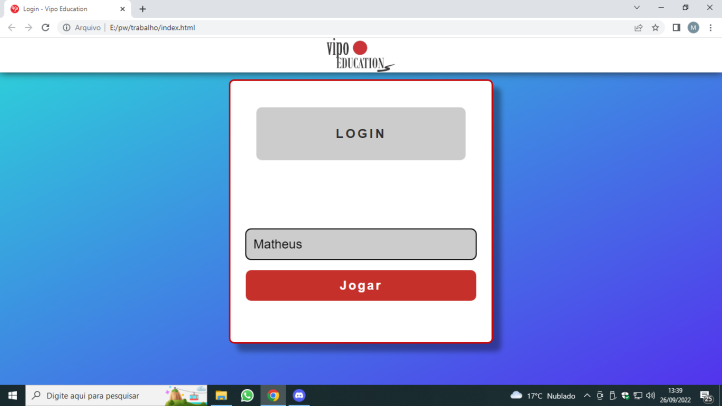 Login - Vipo Education
Arquivo | E:/pw/trabalho/index.html
M
vipo
EDUCATION
LOGIN
Matheus
Jogar
Digite aqui para pesquisar
17°C Nublado
13:39
26/09/2022
25